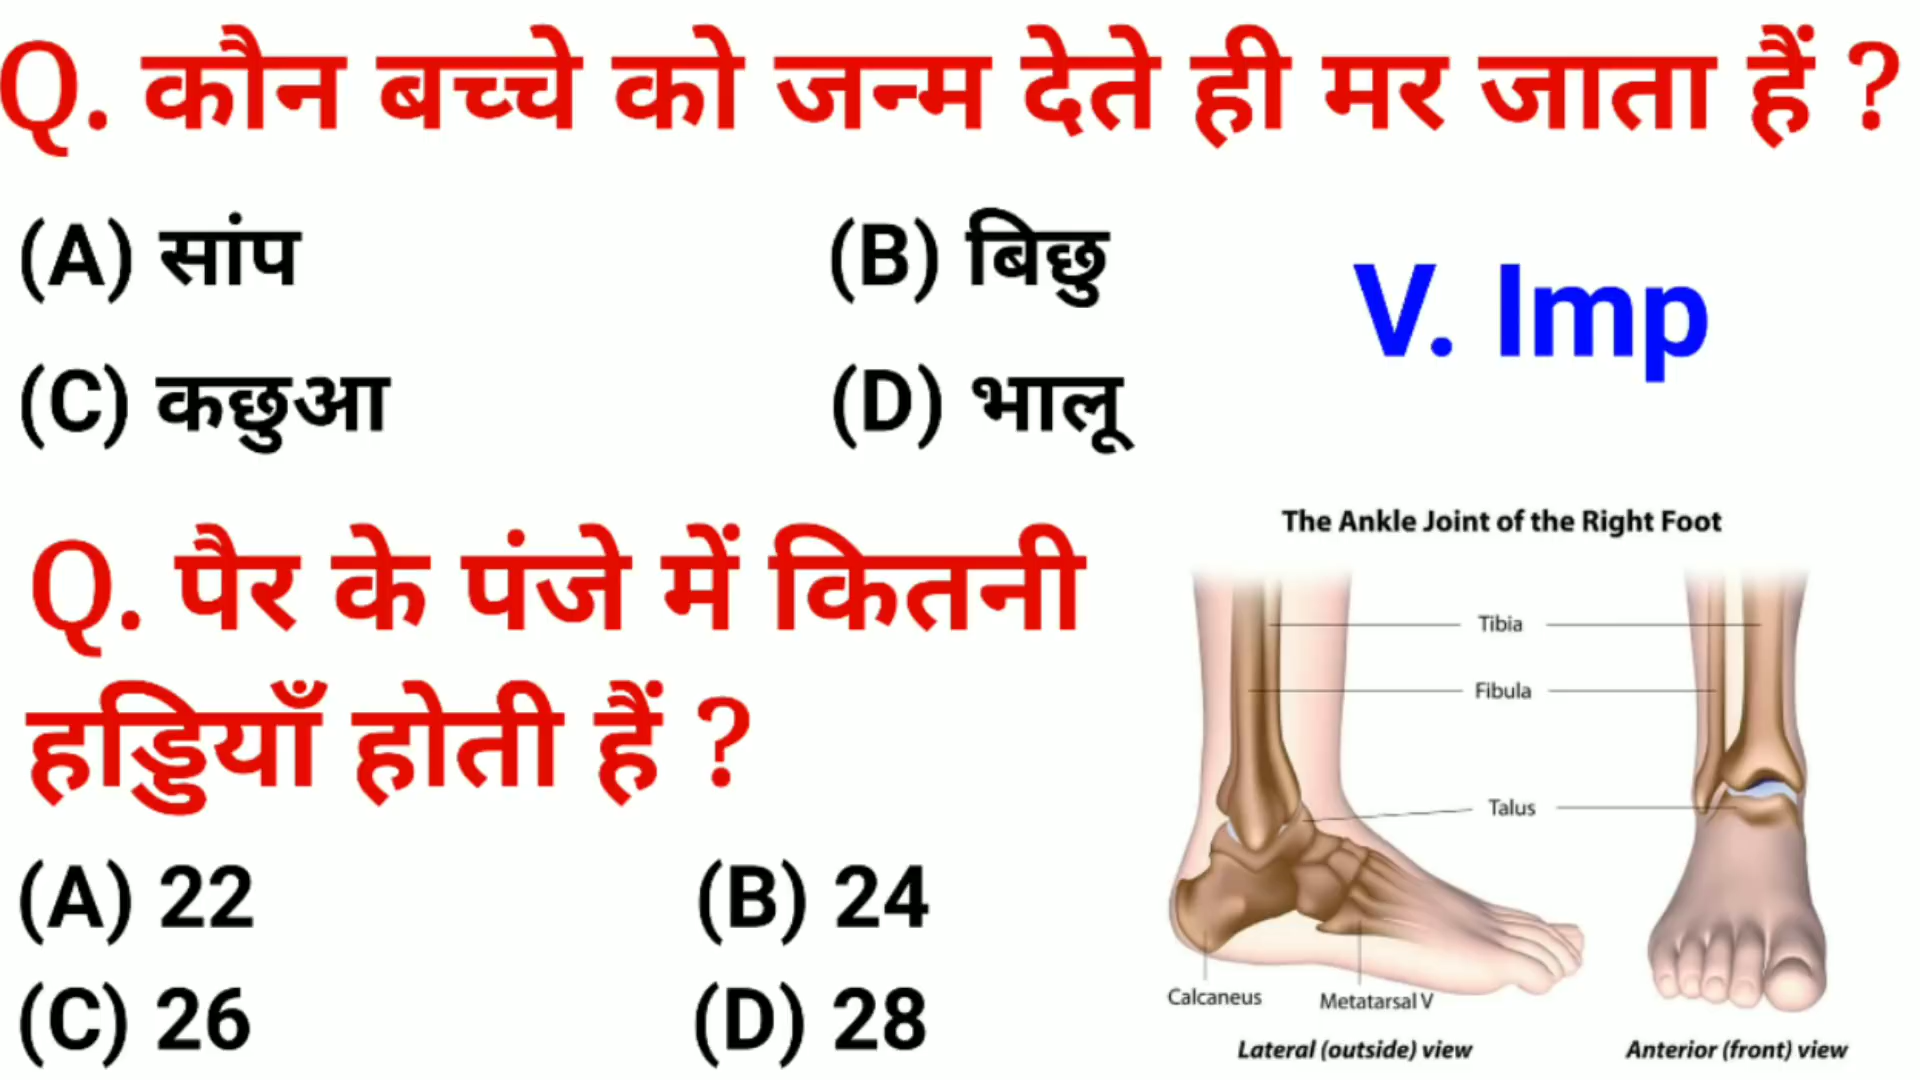 Q. कौन बच्चे को जन्म देते ही मर जाता हैं ?
(A) सांप (B) बिछु
V. Imp
(C) कछुआ (D) भालू
The Ankle Joint of the Right Foot
Q. पैर के पंजे में कितनी
हड्डियाँ होती हैं ?
(A) 22 (B) 24
(C) 26 (D) 28
Tibia
Fibula
Talus
Calcaneus Metatarsal V
Lateral (outside) view Anterior (front) view